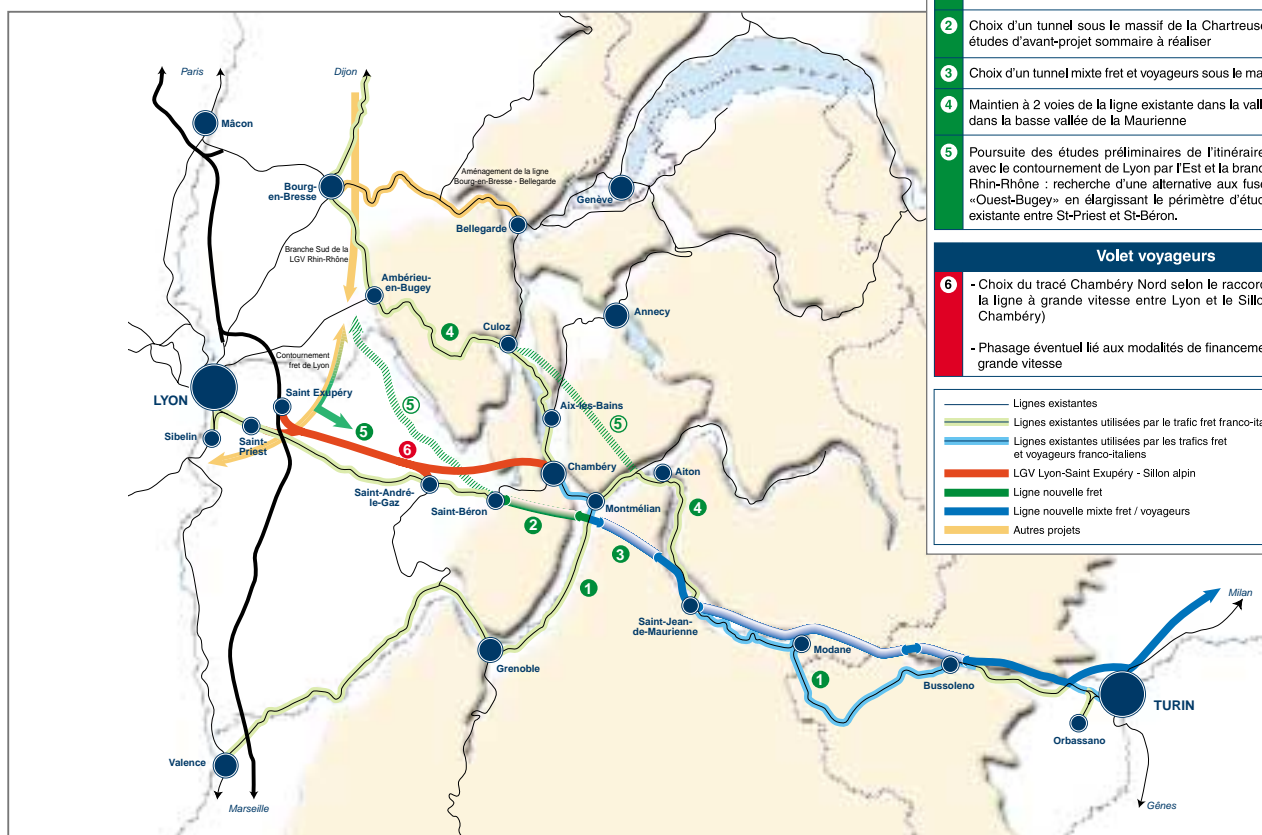 Paris
Dijon
Mâcon
Bourg-
en-Bresse
Aménagement de la ligne
Bourg-en-Bresse - Bellegarde
Genève
Bellegarde
Branche Sud de la
LGV Rhin-Rhône
Ambérieu-
en-Bugey
Annecy
4
Culoz
Contournement
fret de Lyon
LYON
Saint Exupéry
5
Aix-les-Bains
5
Sibelin
Saint-
Priest
5
6
Chambéry
Aiton
Saint-André-
le-Gaz
Saint-Béron
Montmélian
4
2
3
1
Saint-Jean-
de-Maurienne
Milan
Grenoble
Modane
1
Bussoleno
TURIN
Orbassano
Valence
Marseille
Gênes
2 Choix d'un tunnel sous le massif de la Chartreuse
études d'avant-projet sommaire à réaliser
3 Choix d'un tunnel mixte fret et voyageurs sous le
4 Maintien à 2 voies de la ligne existante dans la
dans la basse vallée de la Maurienne
5 Poursuite des études préliminaires de l'itinéraire
avec le contournement de Lyon par l'Est et la
Rhin-Rhône : recherche d'une alternative aux
«Ouest-Bugey» en élargissant le périmètre
existante entre St-Priest et St-Béron.
Volet voyageurs
6 - Choix du tracé Chambéry Nord selon le
la ligne à grande vitesse entre Lyon et le
Chambéry)
- Phasage éventuel lié aux modalités de
grande vitesse
Lignes existantes
Lignes existantes utilisées par le trafic fret
Lignes existantes utilisées par les trafics fret
et voyageurs franco-italiens
LGV Lyon-Saint Exupéry - Sillon alpin
Ligne nouvelle fret
Ligne nouvelle mixte fret / voyageurs
Autres projets